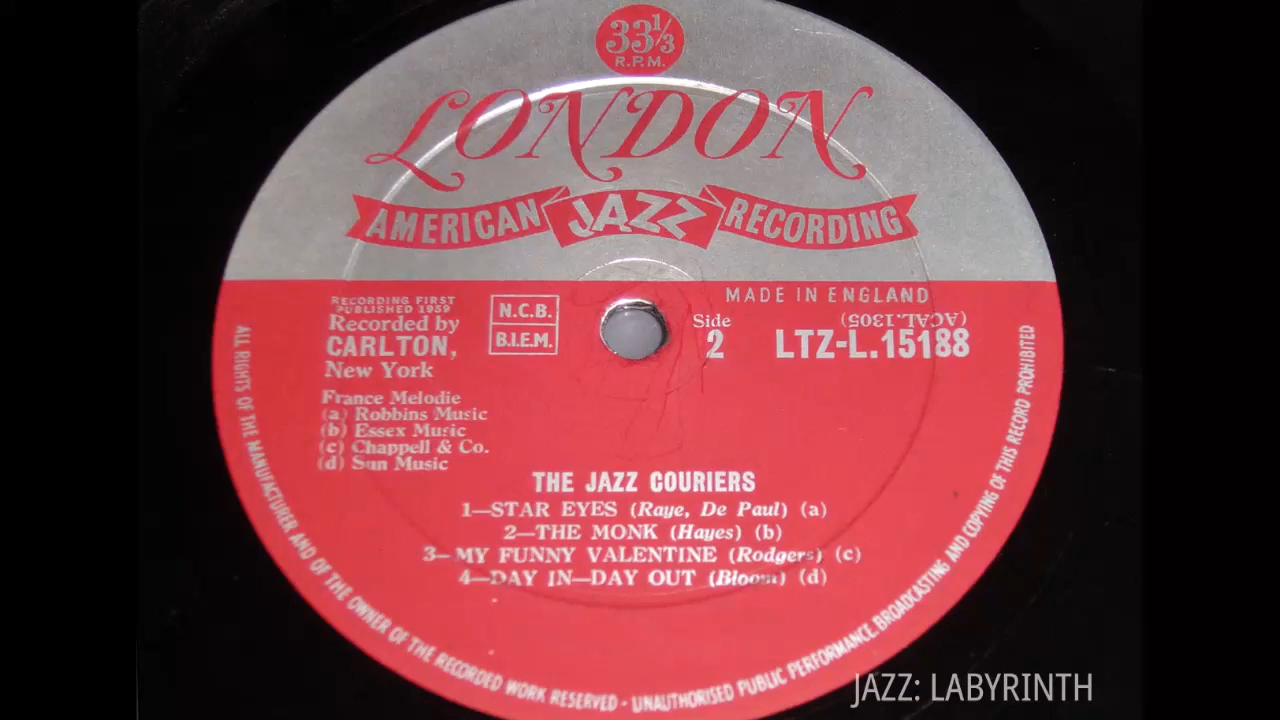 33 1/3
R.P.M.
LONDON
AMERICAN JAZZ RECORDING
RECORDING FIRST
PUBLISHED 1959
Recorded by
CARLTON,
New York
N.C.B.
B.I.E.M.
MADE IN ENGLAND
(ACAL.1305)
Side
2
LTZ-L.15188
France Melodie
(a) Robbins Music
(b) Essex Music
(c) Chappell & Co.
(d) Sun Music
THE JAZZ COURIERS
1—STAR EYES (Raye, De Paul) (a)
2—THE MONK (Hayes) (b)
3—MY FUNNY VALENTINE (Rodgers) (c)
4—DAY IN—DAY OUT (Bloom) (d)
ALL RIGHTS OF THE MANUFACTURER AND OF THE OWNER OF THE RECORDED WORK RESERVED - UNAUTHORISED PUBLIC PERFORMANCE, BROADCASTING AND COPYING OF THIS RECORD PROHIBITED
JAZZ: LABYRINTH